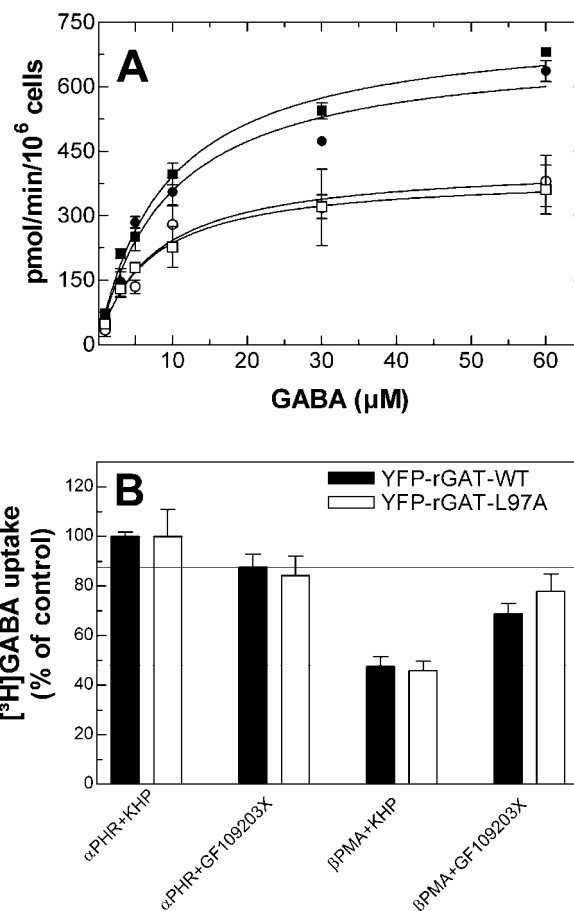 A
pmol/min/10⁶ cells
750
600
450
300
150
0
0
10
20
30
40
50
60
GABA (µM)
B
YFP-rGAT-WT
YFP-rGAT-L97A
[³H]GABA uptake
(% of control)
120
100
80
60
40
20
0
αPHR+KHP
αPHR+GF109203X
βPMA+KHP
βPMA+GF109203X